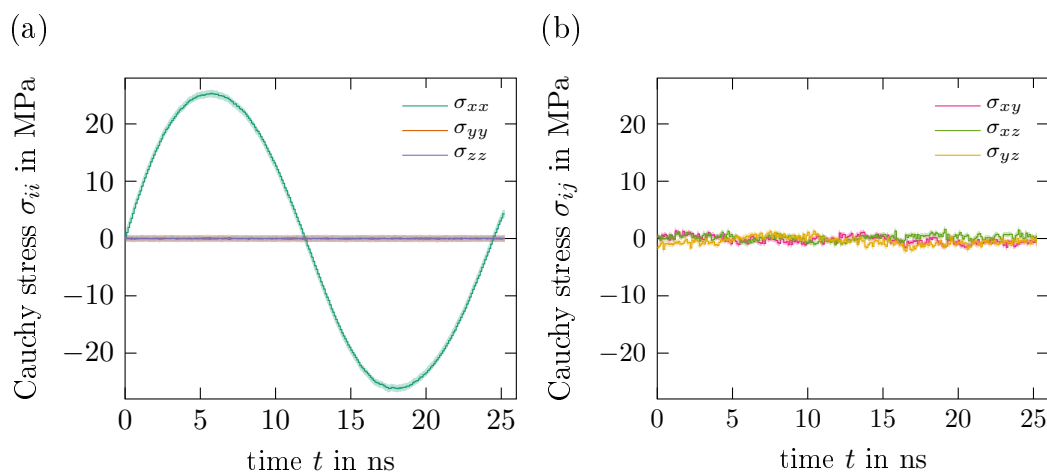 (a)
Cauchy stress σii in MPa
20
10
0
−10
−20
0 5 10 15 20 25
time t in ns
σxx
σyy
σzz
(b)
Cauchy stress σij in MPa
20
10
0
−10
−20
0 5 10 15 20 25
time t in ns
σxy
σxz
σyz